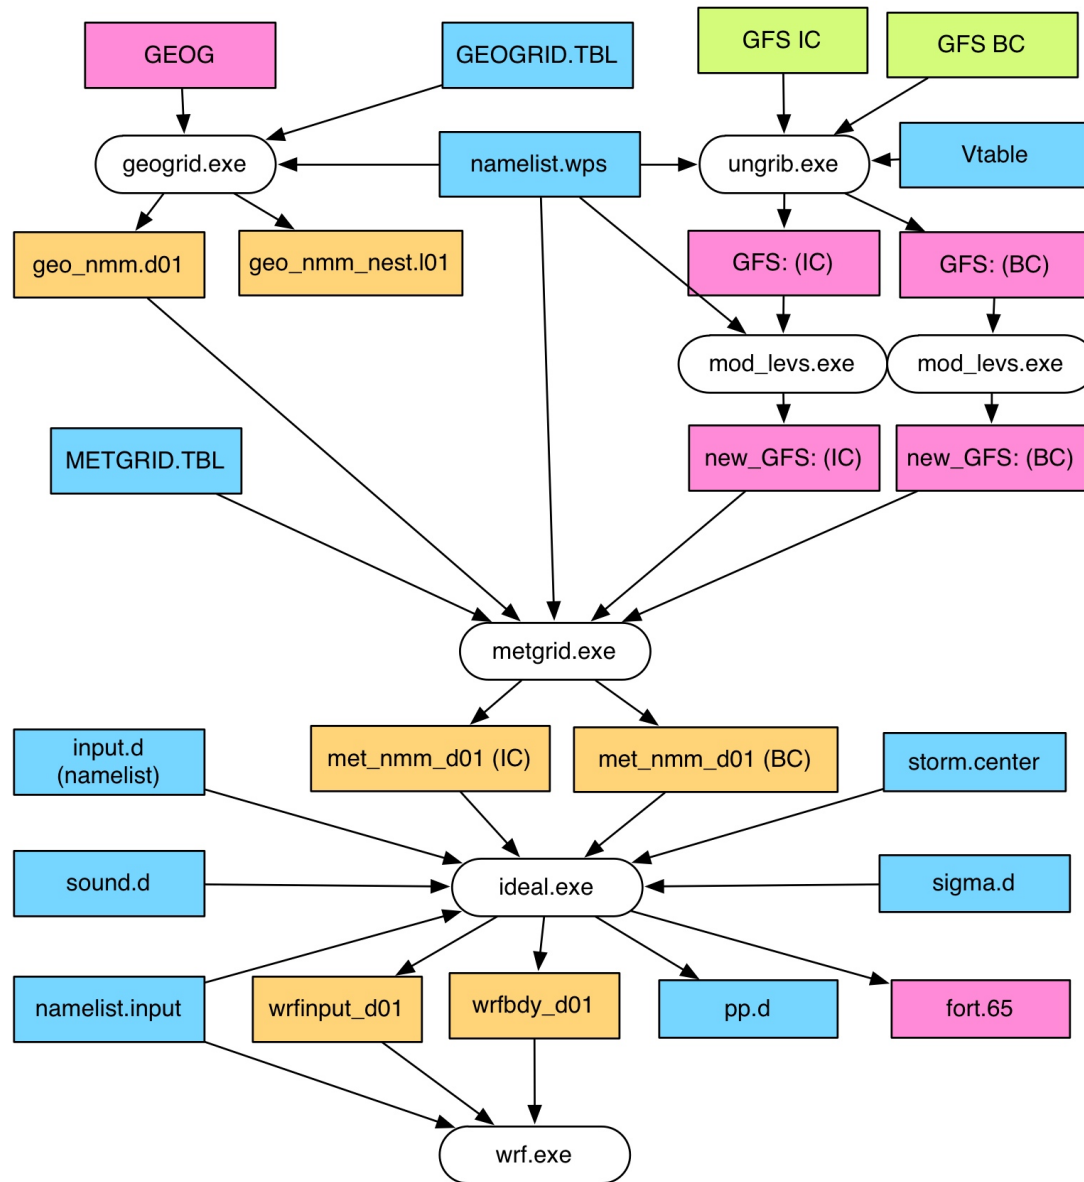 GEOG
GEOGRID.TBL
GFS IC
GFS BC
geogrid.exe
namelist.wps
ungrib.exe
Vtable
geo_nmm.d01
geo_nmm_nest.l01
GFS: (IC)
GFS: (BC)
mod_levs.exe
mod_levs.exe
METGRID.TBL
new_GFS: (IC)
new_GFS: (BC)
metgrid.exe
input.d
(namelist)
met_nmm_d01 (IC)
met_nmm_d01 (BC)
storm.center
sound.d
ideal.exe
sigma.d
namelist.input
wrfinput_d01
wrfbdy_d01
pp.d
fort.65
wrf.exe